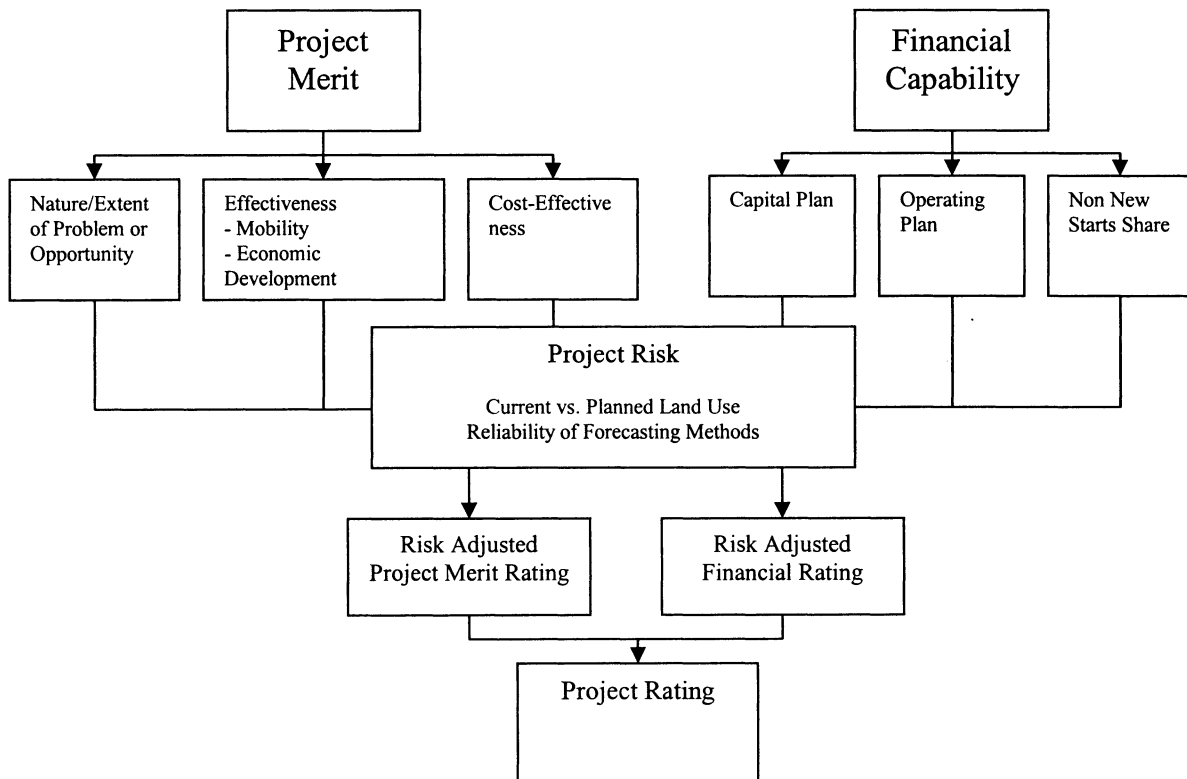 Project
Merit
Financial
Capability
Nature/Extent
of Problem or
Opportunity
Effectiveness
- Mobility
- Economic
Development
Cost-Effective
ness
Capital Plan
Operating
Plan
Non New
Starts Share
Project Risk
Current vs. Planned Land Use
Reliability of Forecasting Methods
Risk Adjusted
Project Merit Rating
Risk Adjusted
Financial Rating
Project Rating